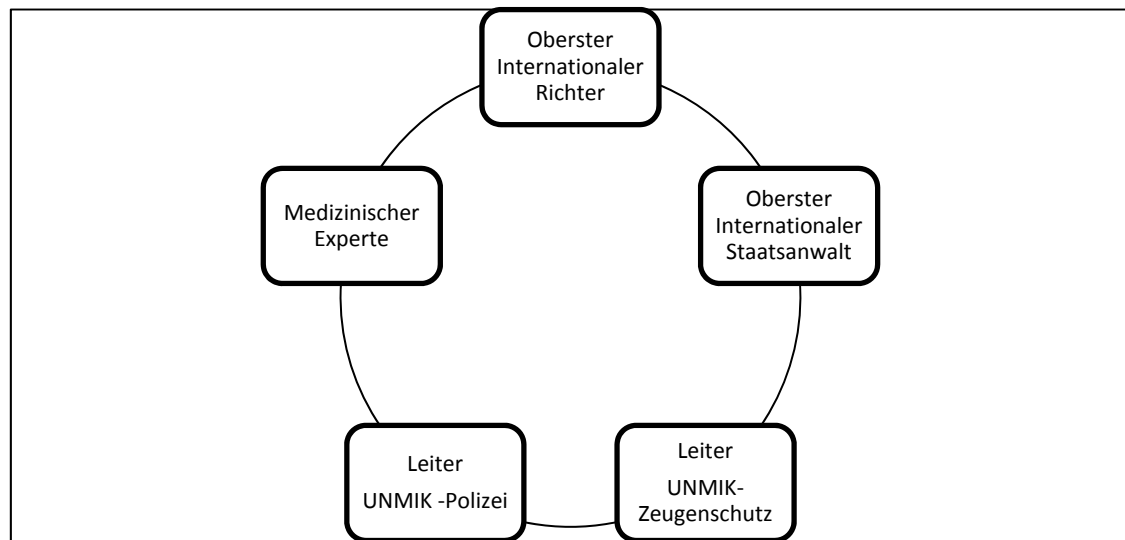 Oberster
Internationaler
Richter
Medizinischer
Experte
Oberster
Internationaler
Staatsanwalt
Leiter
UNMIK -Polizei
Leiter
UNMIK-
Zeugenschutz